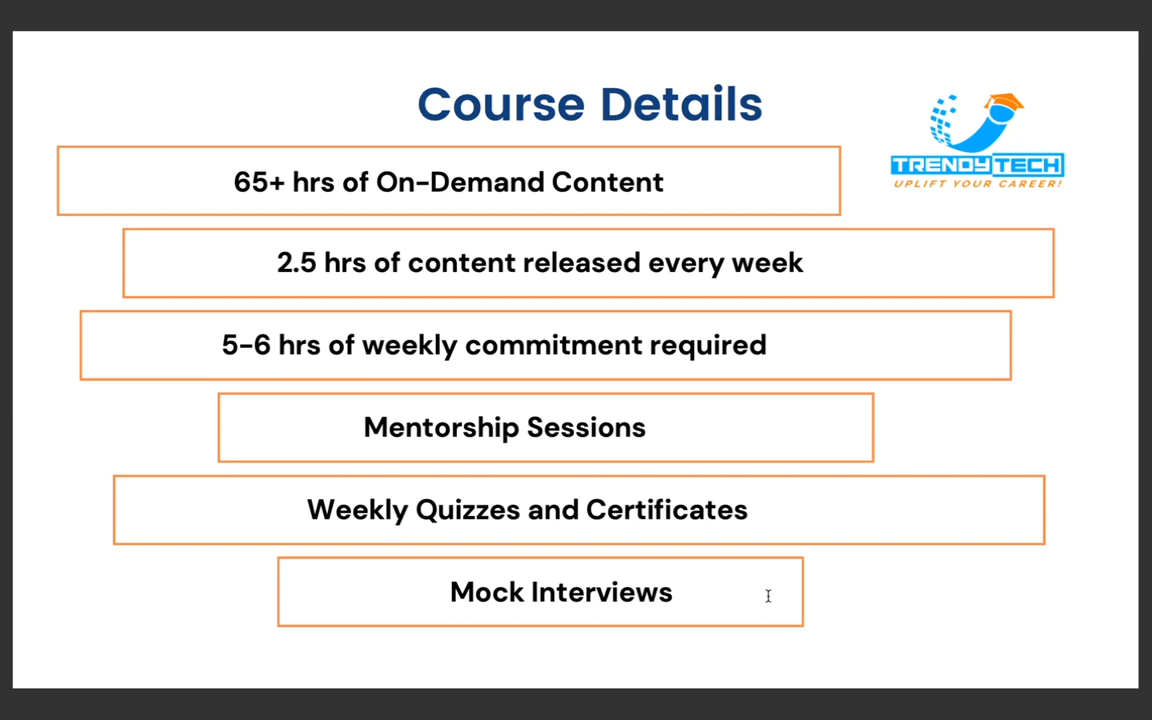 Course Details
TRENDYTECH
UPLIFT YOUR CAREER!
65+ hrs of On-Demand Content
2.5 hrs of content released every week
5-6 hrs of weekly commitment required
Mentorship Sessions
Weekly Quizzes and Certificates
Mock Interviews